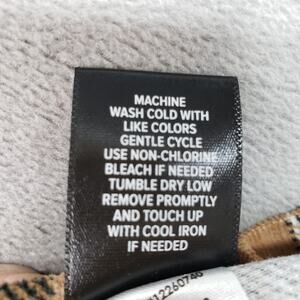 MACHINE
WASH COLD WITH
LIKE COLORS
GENTLE CYCLE
USE NON-CHLORINE
BLEACH IF NEEDED
TUMBLE DRY LOW
REMOVE PROMPTLY
AND TOUCH UP
WITH COOL IRON
IF NEEDED